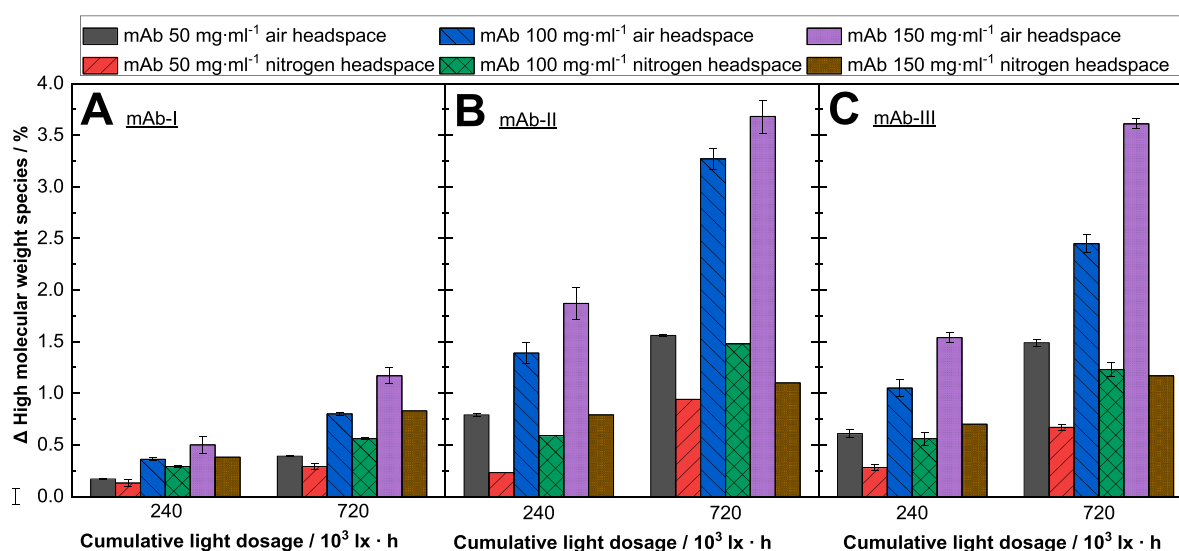 mAb 50 mg·ml⁻¹ air headspace mAb 100 mg·ml⁻¹ air headspace mAb 150 mg·ml⁻¹ air headspace
mAb 50 mg·ml⁻¹ nitrogen headspace mAb 100 mg·ml⁻¹ nitrogen headspace mAb 150 mg·ml⁻¹ nitrogen headspace
Δ High molecular weight species / %
4.0
3.5
3.0
2.5
2.0
1.5
1.0
0.5
0.0
A mAb-I
B mAb-II
C mAb-III
240 720 240 720 240 720
Cumulative light dosage / 10³ lx · h Cumulative light dosage / 10³ lx · h Cumulative light dosage / 10³ lx · h